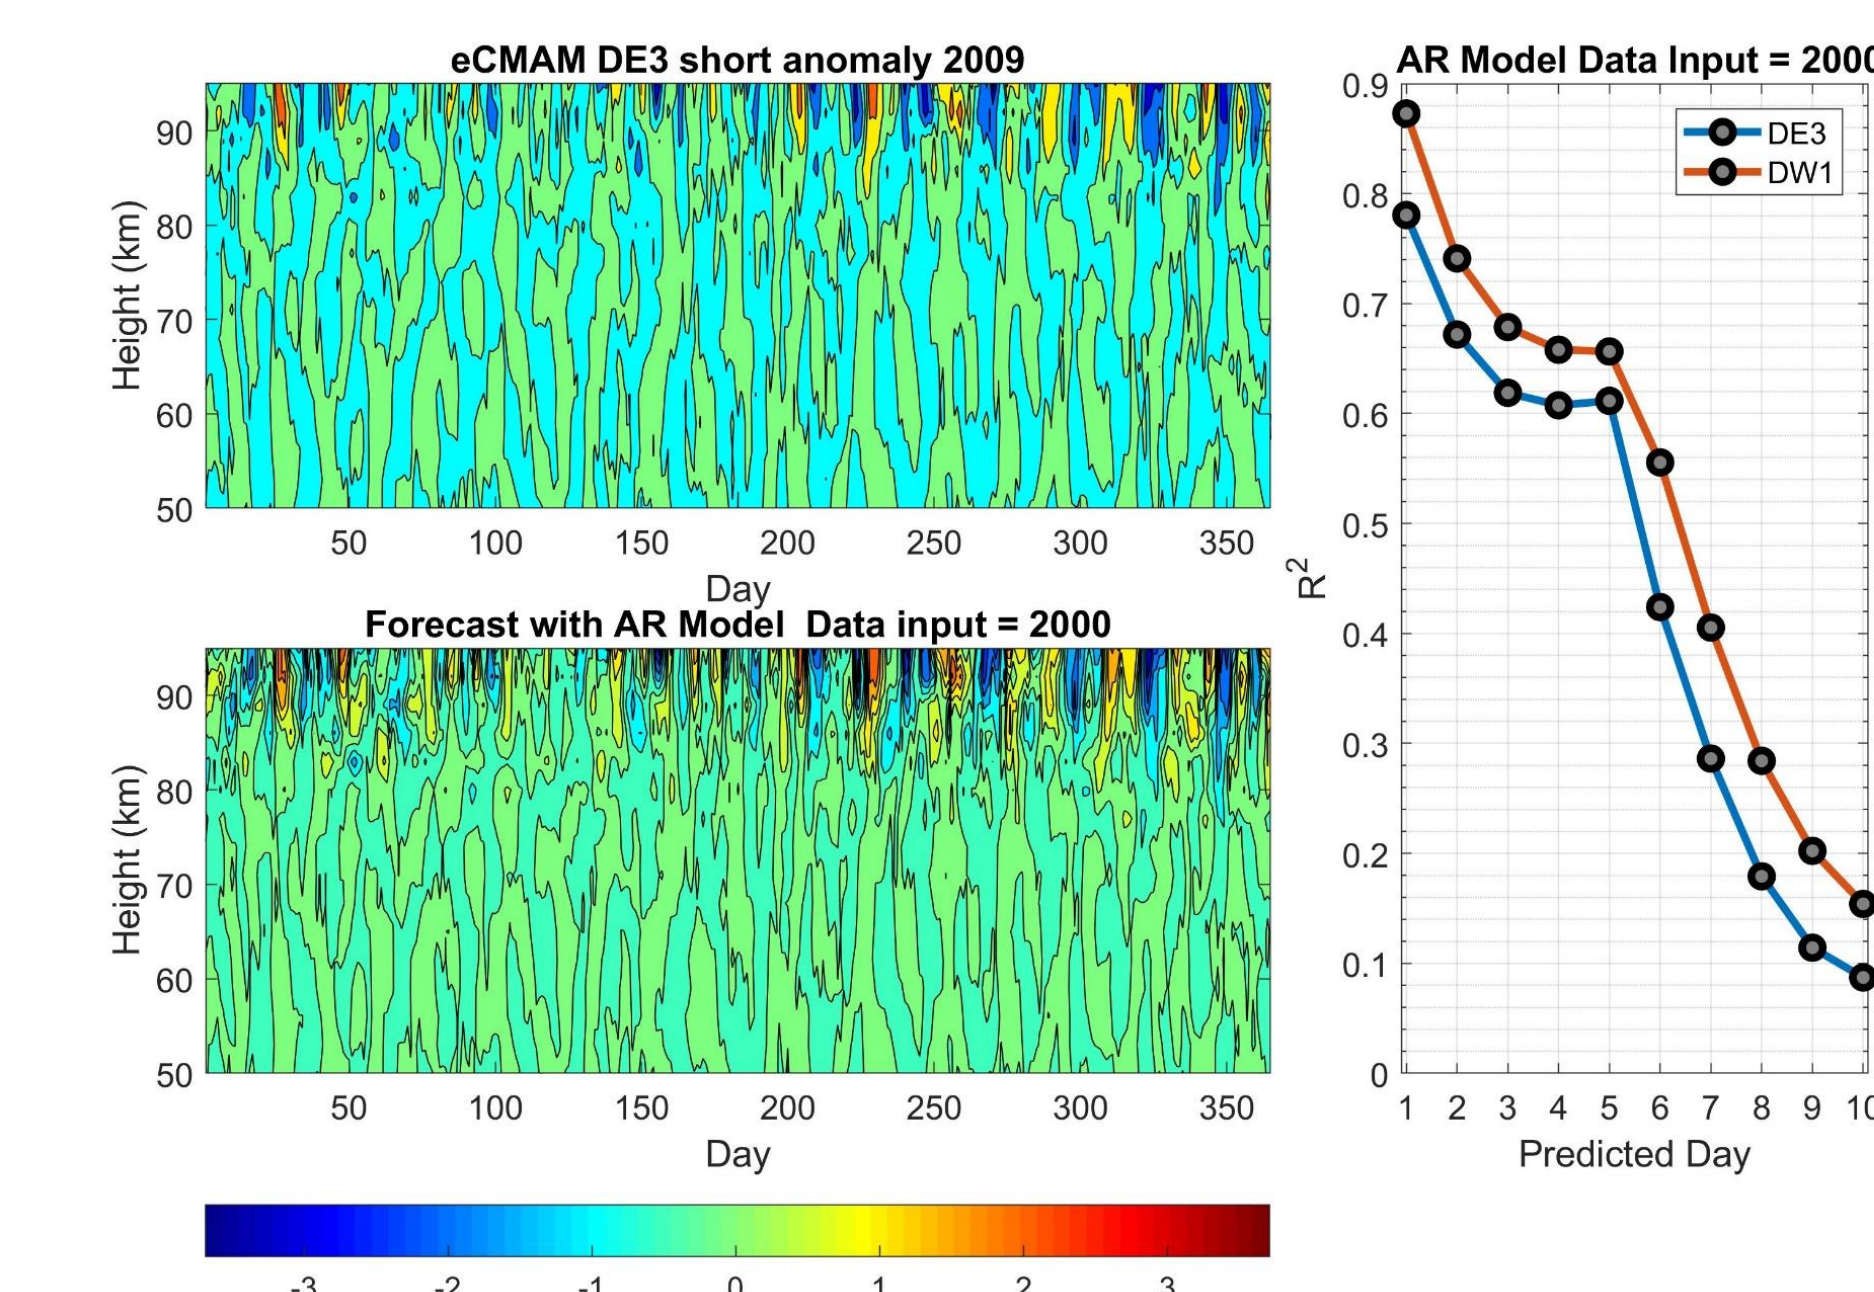 eCMAM DE3 short anomaly 2009
90
80
70
60
50
Height (km)
50 100 150 200 250 300 350
Day
Forecast with AR Model  Data input = 2000
90
80
70
60
50
Height (km)
50 100 150 200 250 300 350
Day
-3 -2 -1 0 1 2 3
AR Model Data Input = 2000
DE3
DW1
0.9
0.8
0.7
0.6
0.5
0.4
0.3
0.2
0.1
0
R2
1 2 3 4 5 6 7 8 9 10
Predicted Day